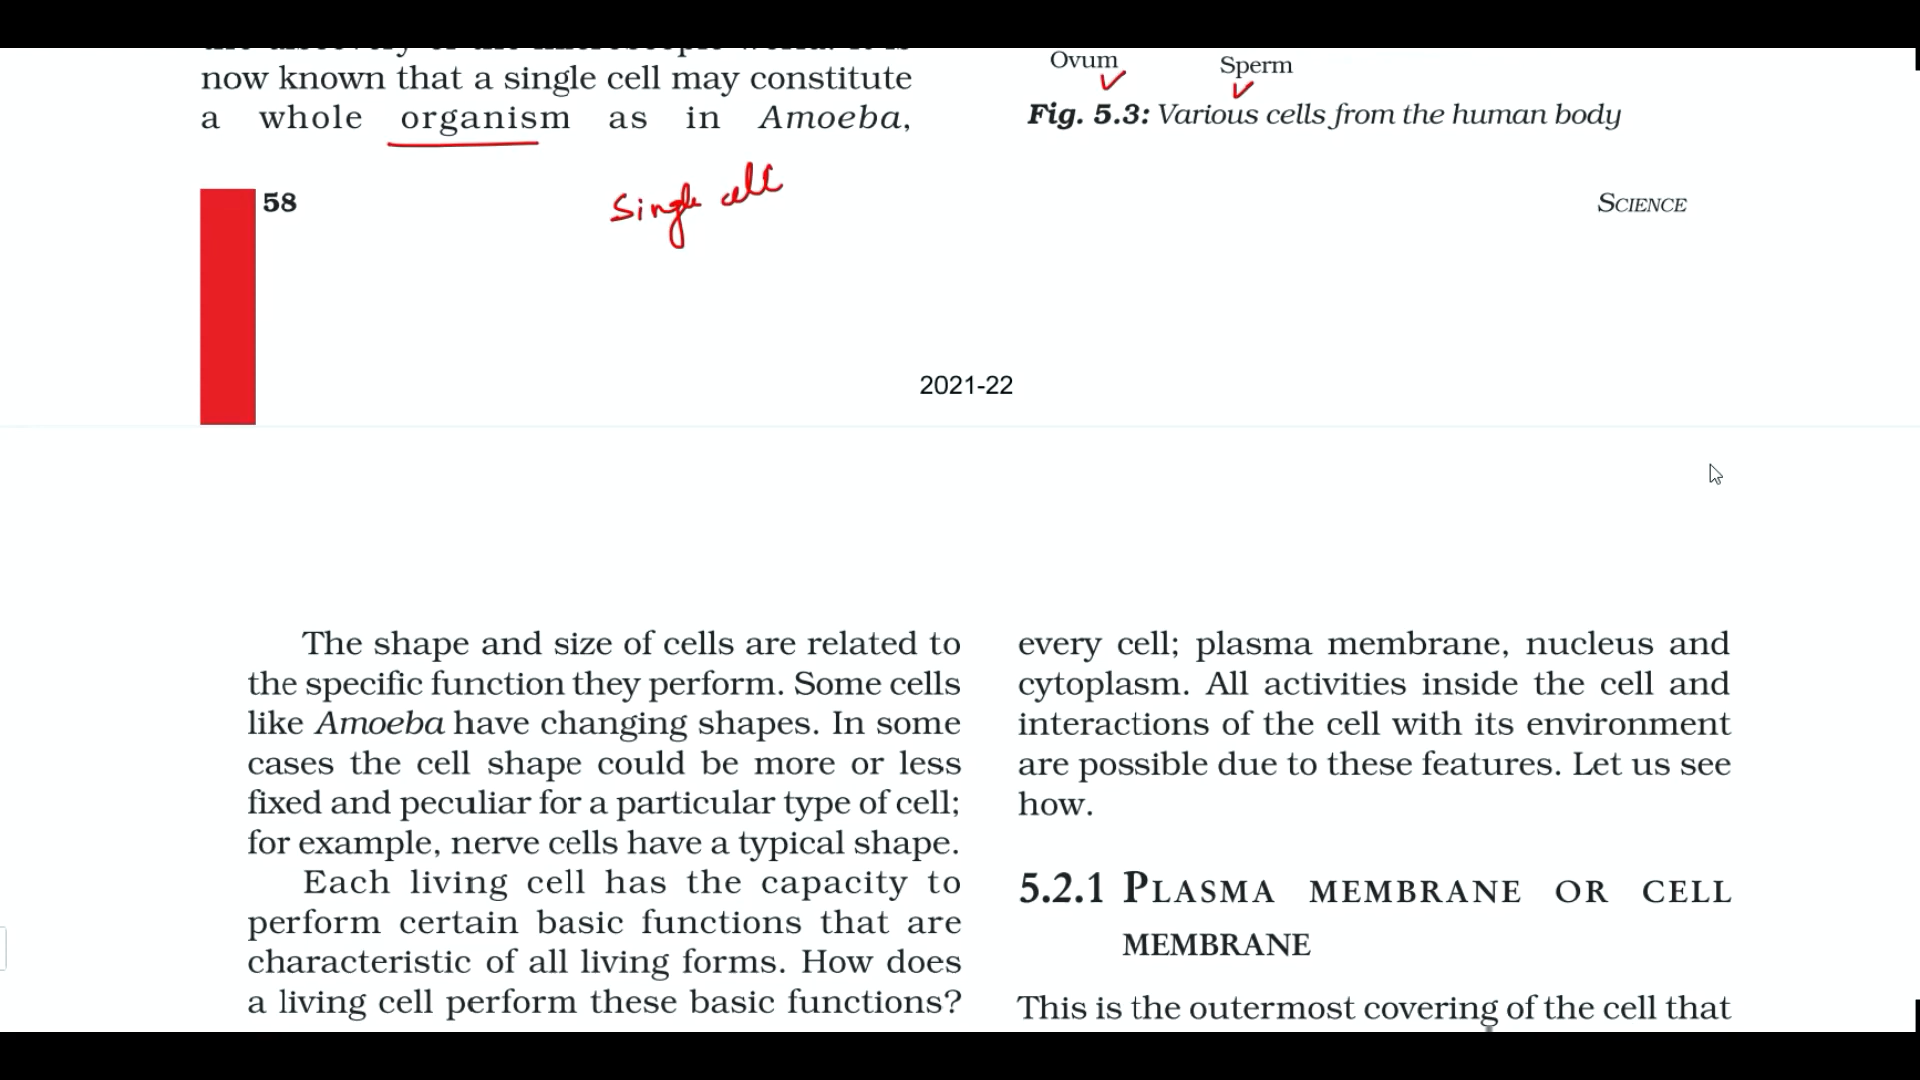 now known that a single cell may constitute
a whole organism as in Amoeba,
Single cell
58
Ovum
Sperm
Fig. 5.3: Various cells from the human body
SCIENCE
2021-22
The shape and size of cells are related to
the specific function they perform. Some cells
like Amoeba have changing shapes. In some
cases the cell shape could be more or less
fixed and peculiar for a particular type of cell;
for example, nerve cells have a typical shape.
Each living cell has the capacity to
perform certain basic functions that are
characteristic of all living forms. How does
a living cell perform these basic functions?
every cell; plasma membrane, nucleus and
cytoplasm. All activities inside the cell and
interactions of the cell with its environment
are possible due to these features. Let us see
how.
5.2.1 PLASMA MEMBRANE OR CELL
MEMBRANE
This is the outermost covering of the cell that